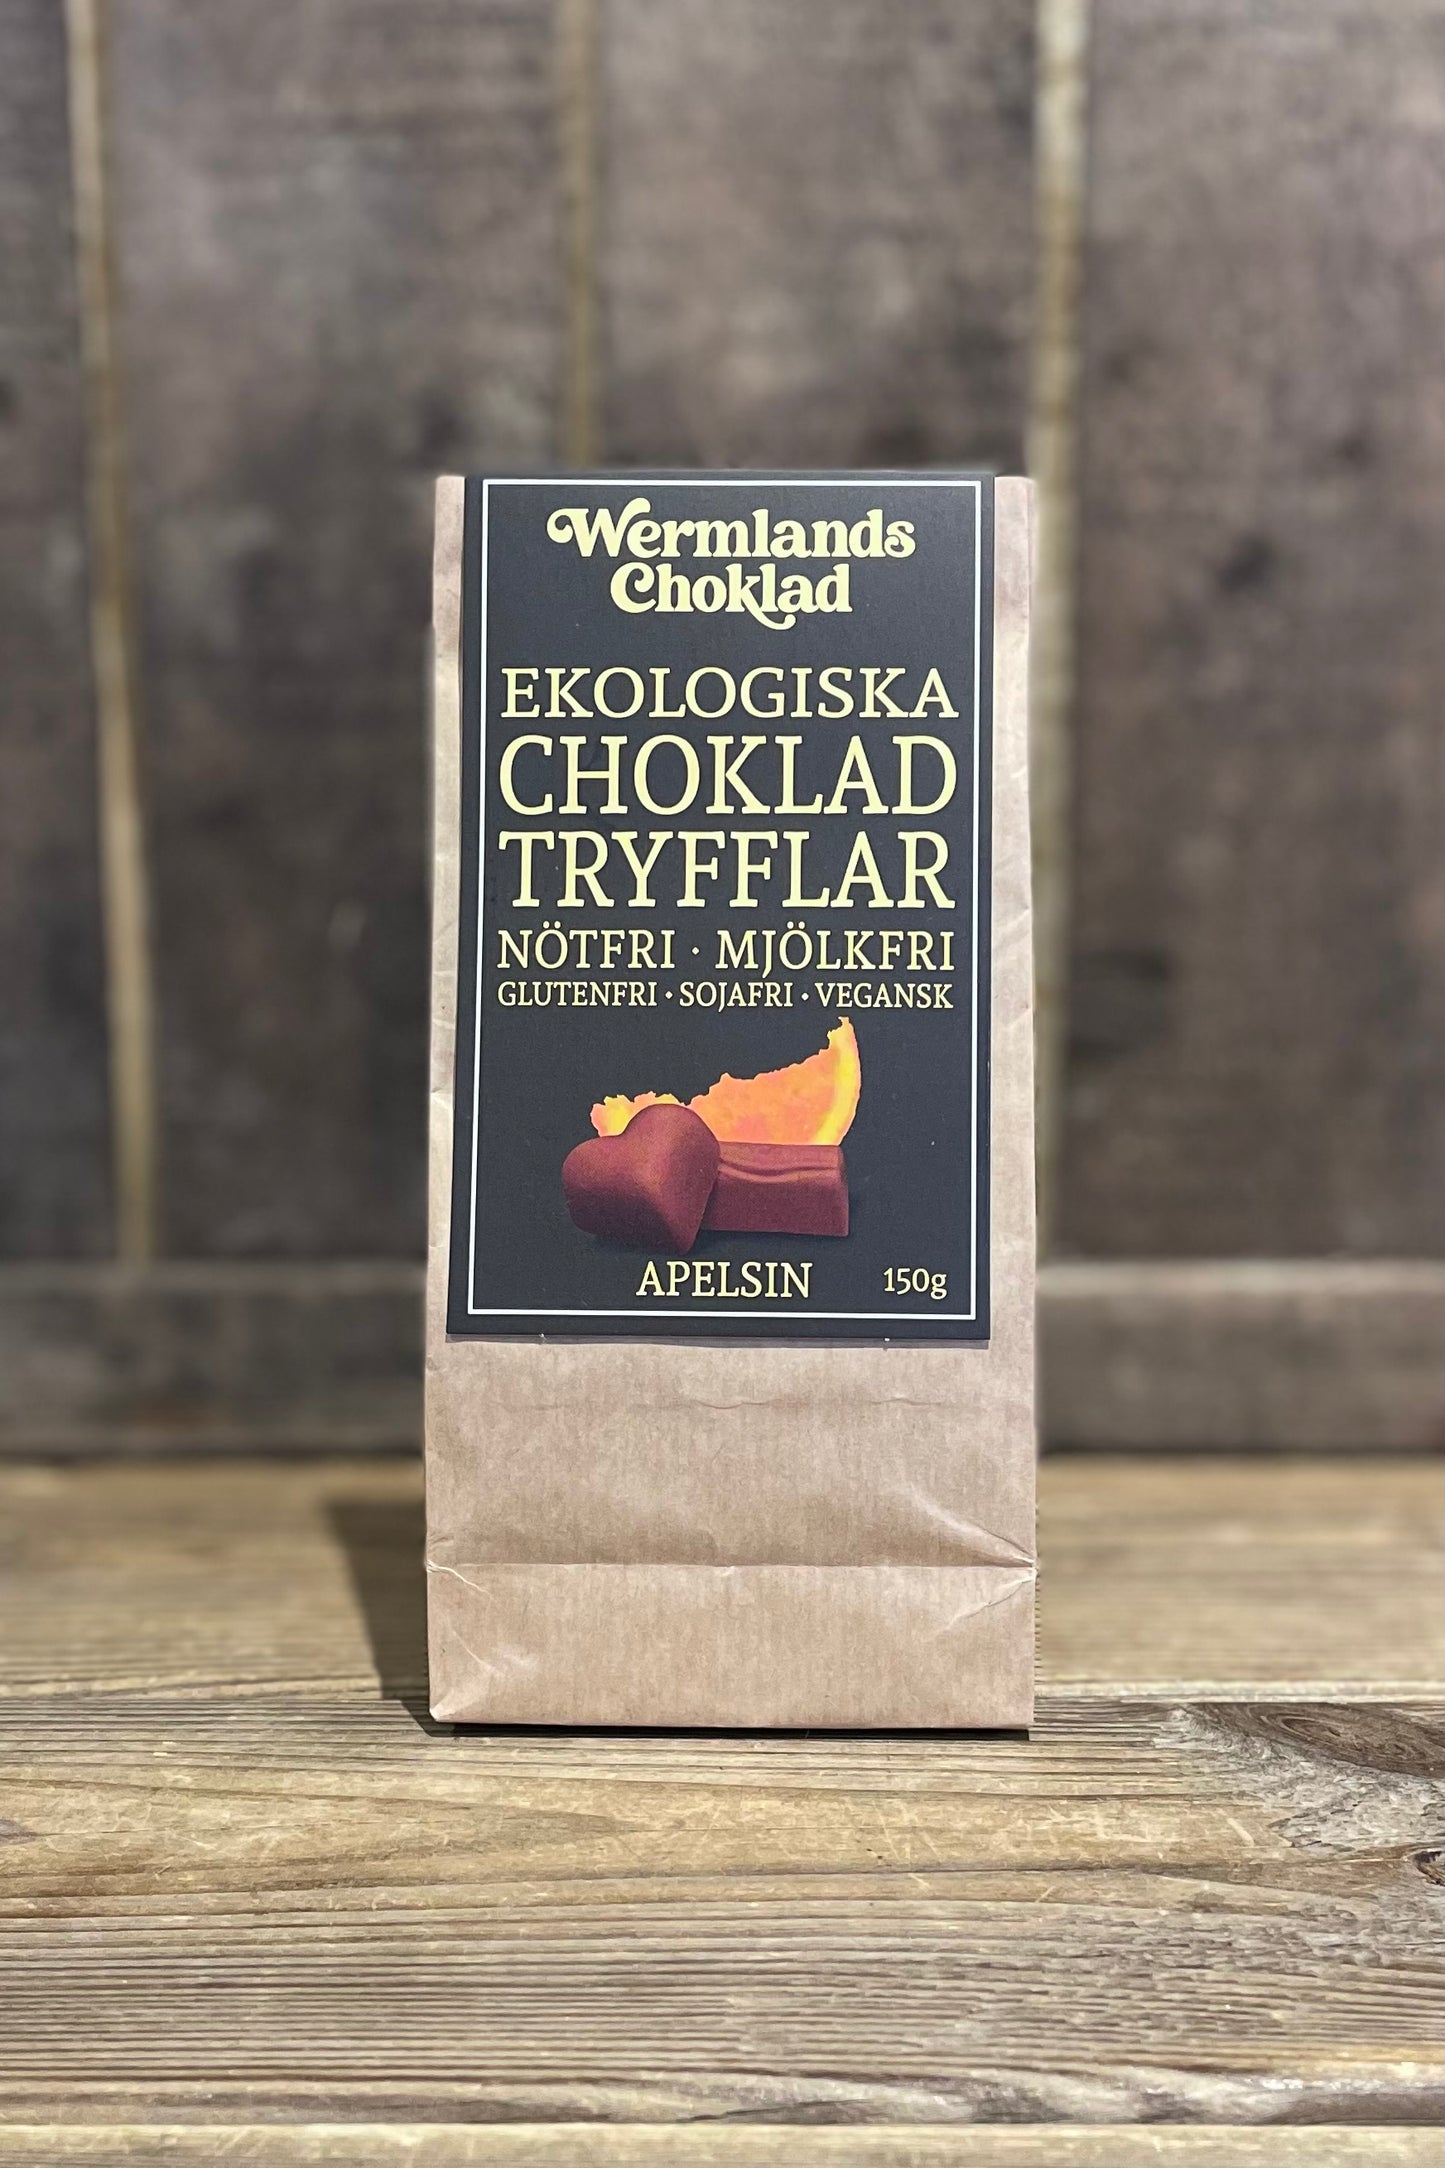 Wermlands
Choklad
EKOLOGISKA
CHOKLAD
TRYFFLAR
NÖTFRI · MJÖLKFRI
GLUTENFRI · SOJAFRI · VEGANSK
APELSIN 150g